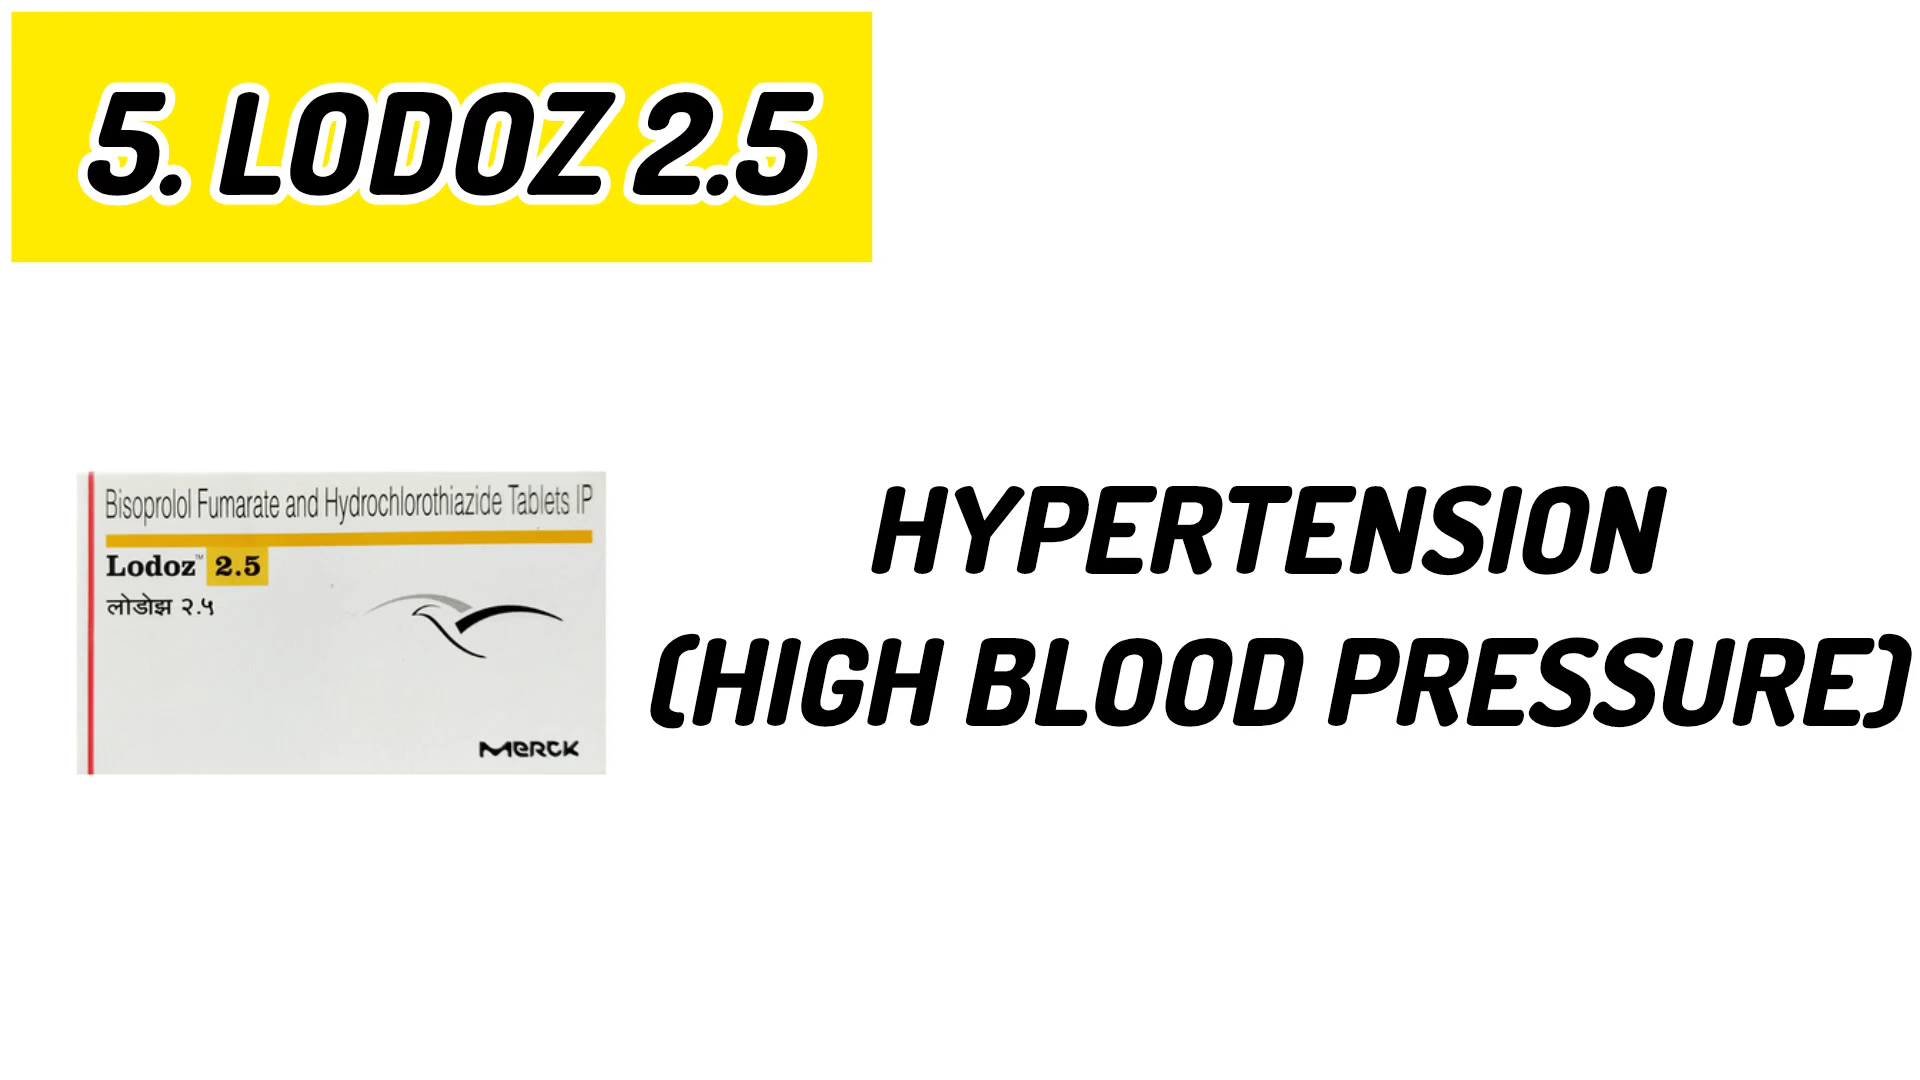 5. LODOZ 2.5
Bisoprolol Fumarate and Hydrochlorothiazide Tablets IP
Lodoz™ 2.5
लोडोझ २.५
MERCK
HYPERTENSION
(HIGH BLOOD PRESSURE)